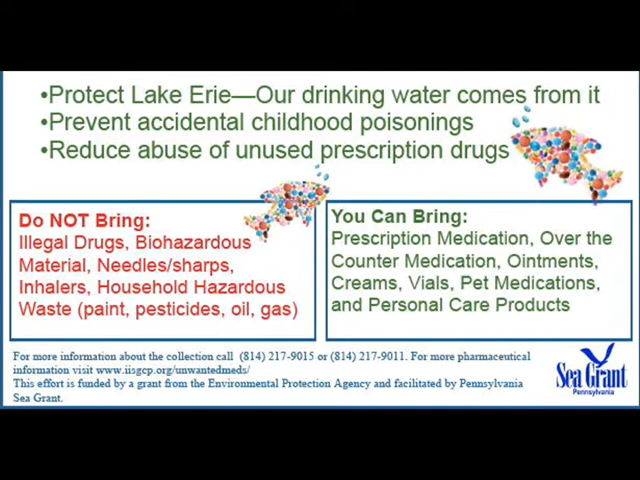 •Protect Lake Erie—Our drinking water comes from it
•Prevent accidental childhood poisonings
•Reduce abuse of unused prescription drugs
Do NOT Bring:
Illegal Drugs, Biohazardous
Material, Needles/sharps,
Inhalers, Household Hazardous
Waste (paint, pesticides, oil, gas)
You Can Bring:
Prescription Medication, Over the
Counter Medication, Ointments,
Creams, Vials, Pet Medications,
and Personal Care Products
For more information about the collection call (814) 217-9015 or (814) 217-9011. For more pharmaceutical
information visit www.iisgcp.org/unwantedmeds/
This effort is funded by a grant from the Environmental Protection Agency and facilitated by Pennsylvania
Sea Grant.
Sea Grant
Pennsylvania